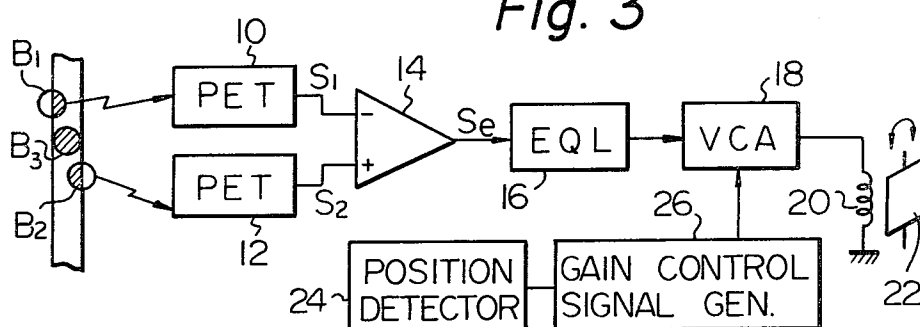 Fig. 3
10
B1
PET
S1
14
18
B3
-
+
Se
EQL
VCA
PET
S2
16
B2
12
26
20
24
POSITION
DETECTOR
GAIN CONTROL
SIGNAL GEN.
22